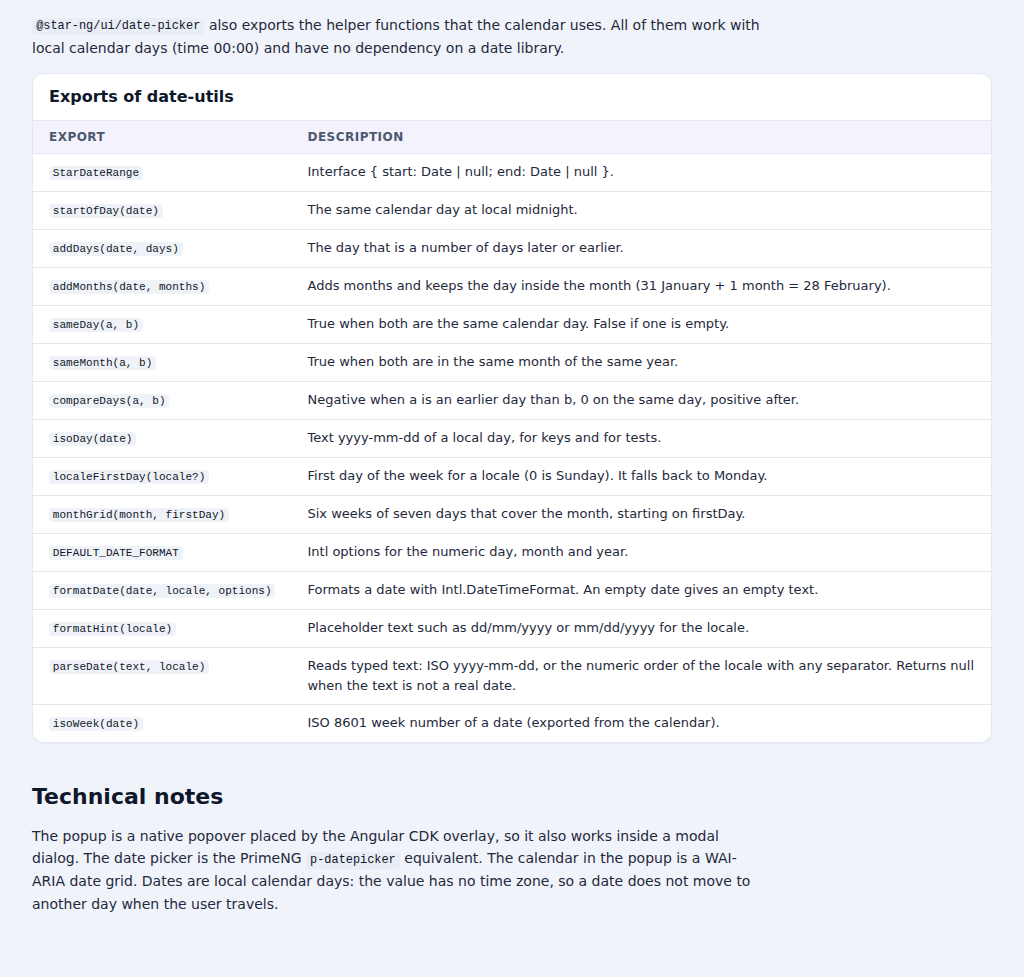 @star-ng/ui/date-picker also exports the helper functions that the calendar uses. All of them work with
local calendar days (time 00:00) and have no dependency on a date library.
Exports of date-utils
EXPORT DESCRIPTION
StarDateRange Interface { start: Date | null; end: Date | null }.
startOfDay(date) The same calendar day at local midnight.
addDays(date, days) The day that is a number of days later or earlier.
addMonths(date, months) Adds months and keeps the day inside the month (31 January + 1 month = 28 February).
sameDay(a, b) True when both are the same calendar day. False if one is empty.
sameMonth(a, b) True when both are in the same month of the same year.
compareDays(a, b) Negative when a is an earlier day than b, 0 on the same day, positive after.
isoDay(date) Text yyyy-mm-dd of a local day, for keys and for tests.
localeFirstDay(locale?) First day of the week for a locale (0 is Sunday). It falls back to Monday.
monthGrid(month, firstDay) Six weeks of seven days that cover the month, starting on firstDay.
DEFAULT_DATE_FORMAT Intl options for the numeric day, month and year.
formatDate(date, locale, options) Formats a date with Intl.DateTimeFormat. An empty date gives an empty text.
formatHint(locale) Placeholder text such as dd/mm/yyyy or mm/dd/yyyy for the locale.
parseDate(text, locale) Reads typed text: ISO yyyy-mm-dd, or the numeric order of the locale with any separator. Returns null
when the text is not a real date.
isoWeek(date) ISO 8601 week number of a date (exported from the calendar).
Technical notes
The popup is a native popover placed by the Angular CDK overlay, so it also works inside a modal
dialog. The date picker is the PrimeNG p-datepicker equivalent. The calendar in the popup is a WAI-
ARIA date grid. Dates are local calendar days: the value has no time zone, so a date does not move to
another day when the user travels.